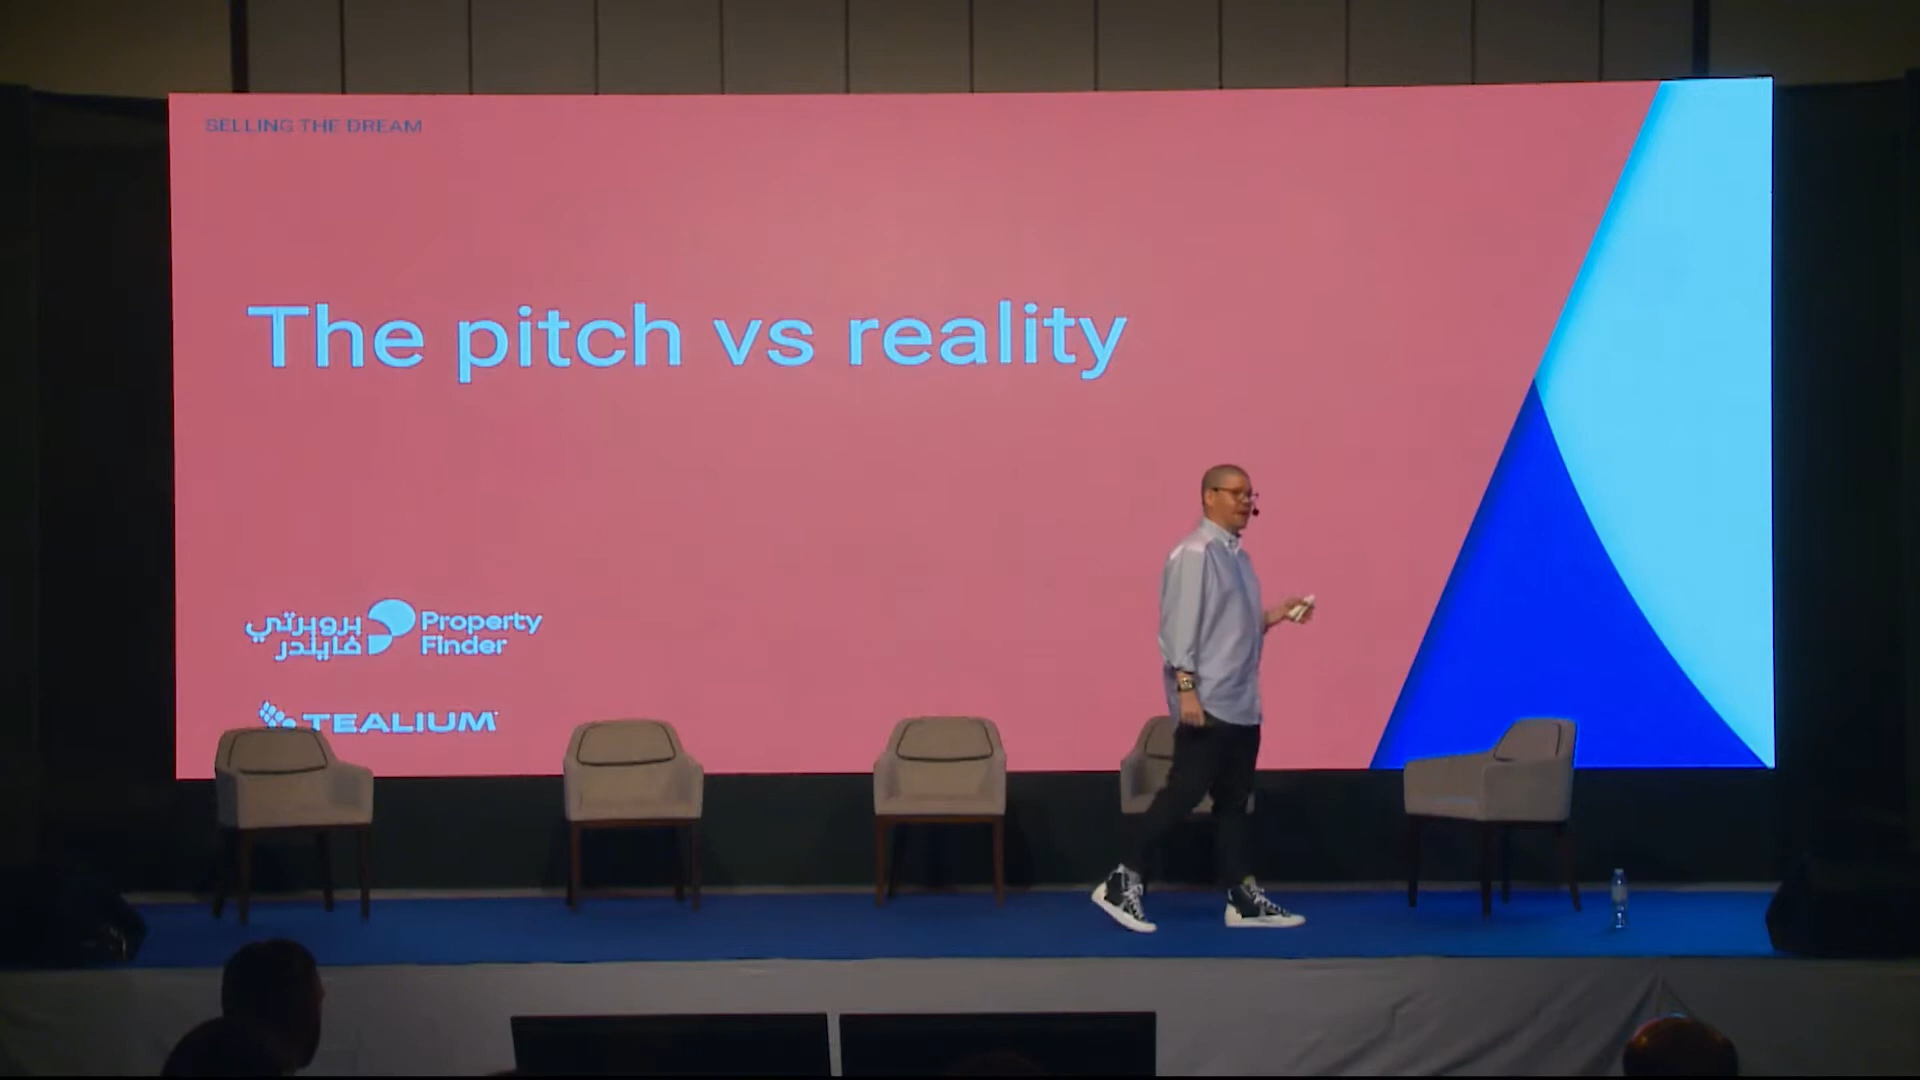 SELLING THE DREAM
The pitch vs reality
بروبرتي
فايندر
Property
Finder
TEALIUM